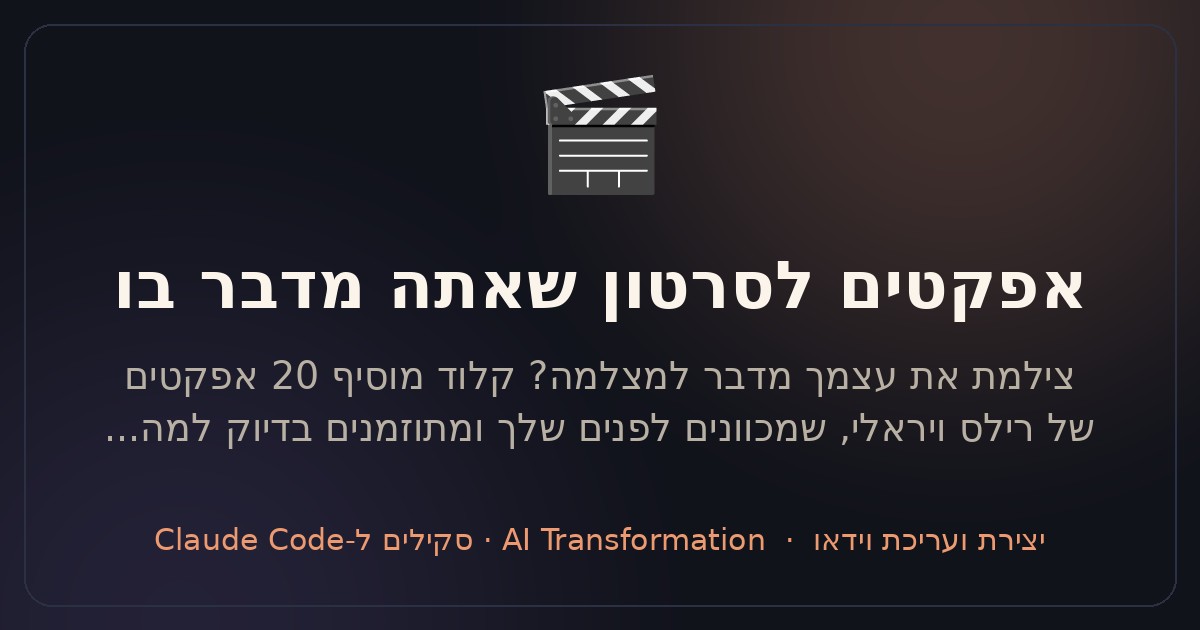 אפקטים לסרטון שאתה מדבר בו
צילמת את עצמך מדבר למצלמה? קלוד מוסיף 20 אפקטים
של רילס ויראלי, שמכוונים לפנים שלך ומתוזמנים בדיוק למה...
יצירת ועריכת וידאו · AI Transformation · סקילים ל-Claude Code